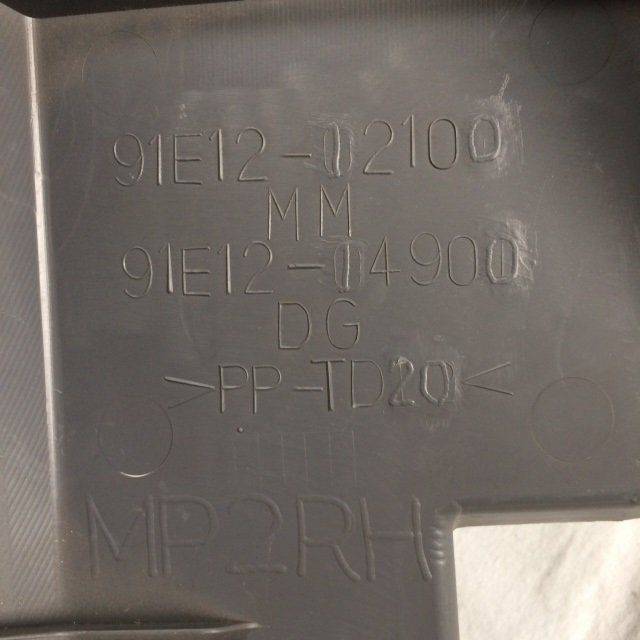 91E12-02100
MM
91E12-04900
DG
>PP-TD20<
MP2RH